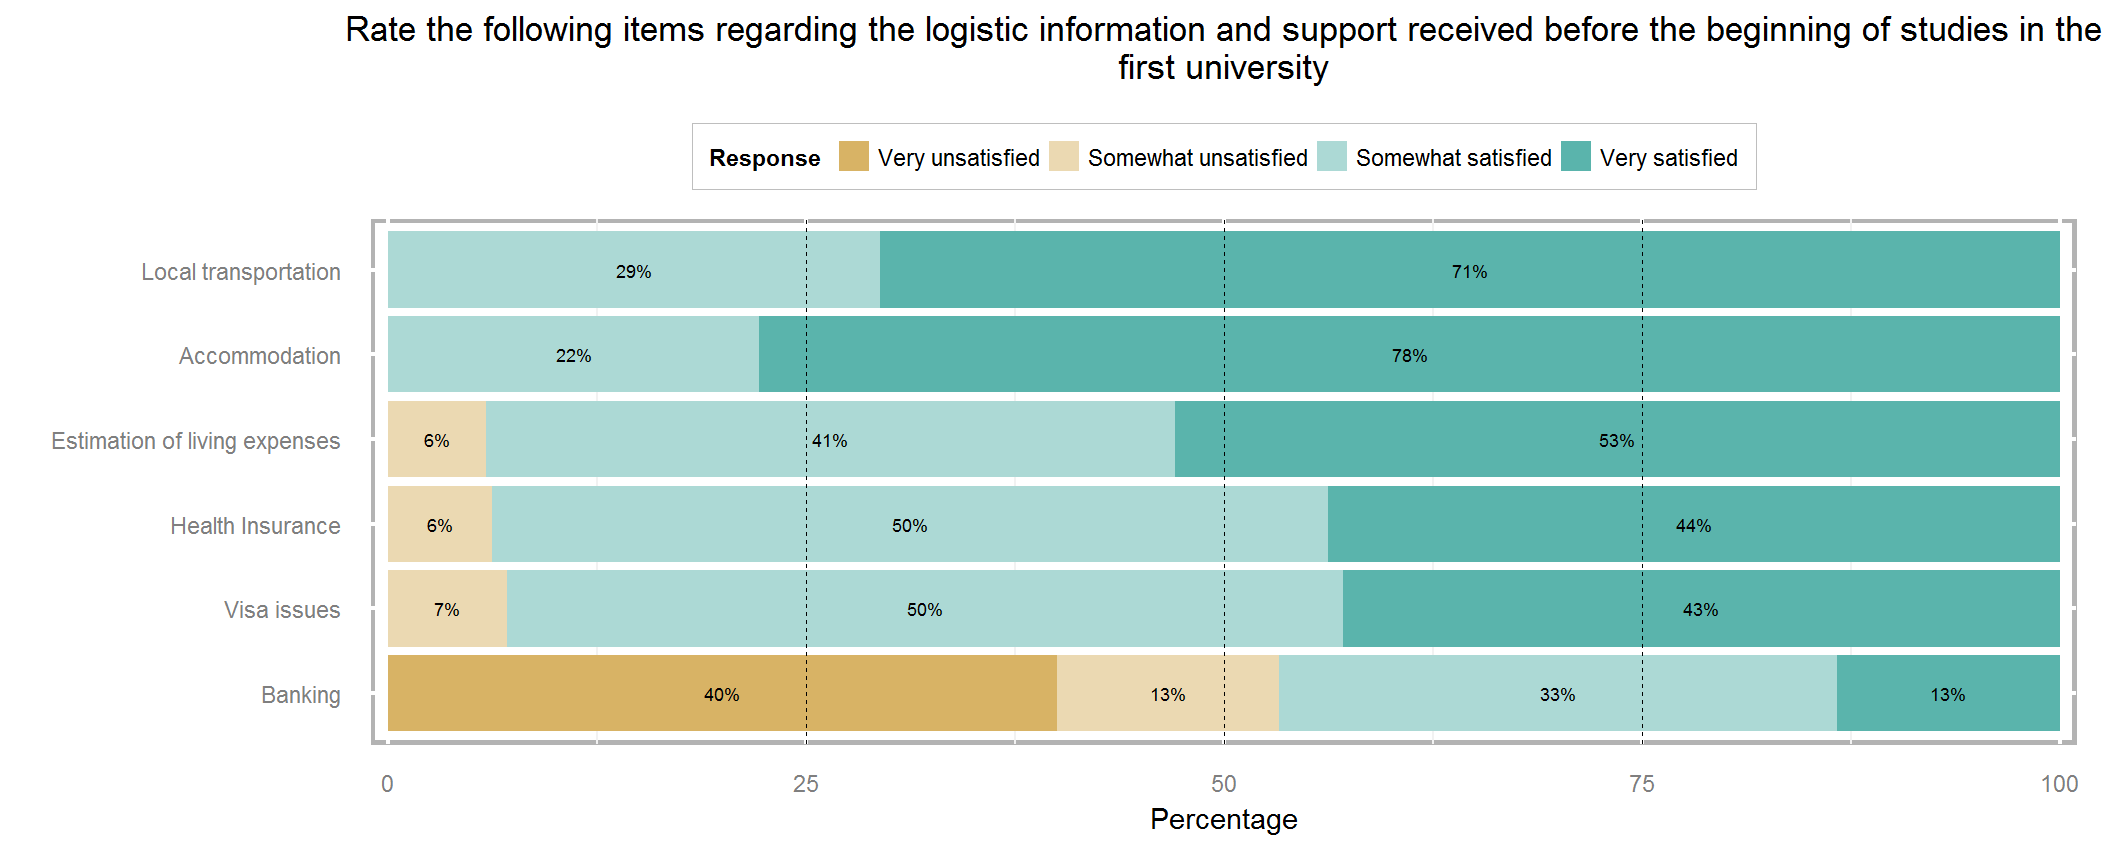 Rate the following items regarding the logistic information and support received before the beginning of studies in the
first university
Response Very unsatisfied Somewhat unsatisfied Somewhat satisfied Very satisfied
Local transportation 29% 71%
Accommodation 22% 78%
Estimation of living expenses 6% 41% 53%
Health Insurance 6% 50% 44%
Visa issues 7% 50% 43%
Banking 40% 13% 33% 13%
0 25 50 75 100
Percentage